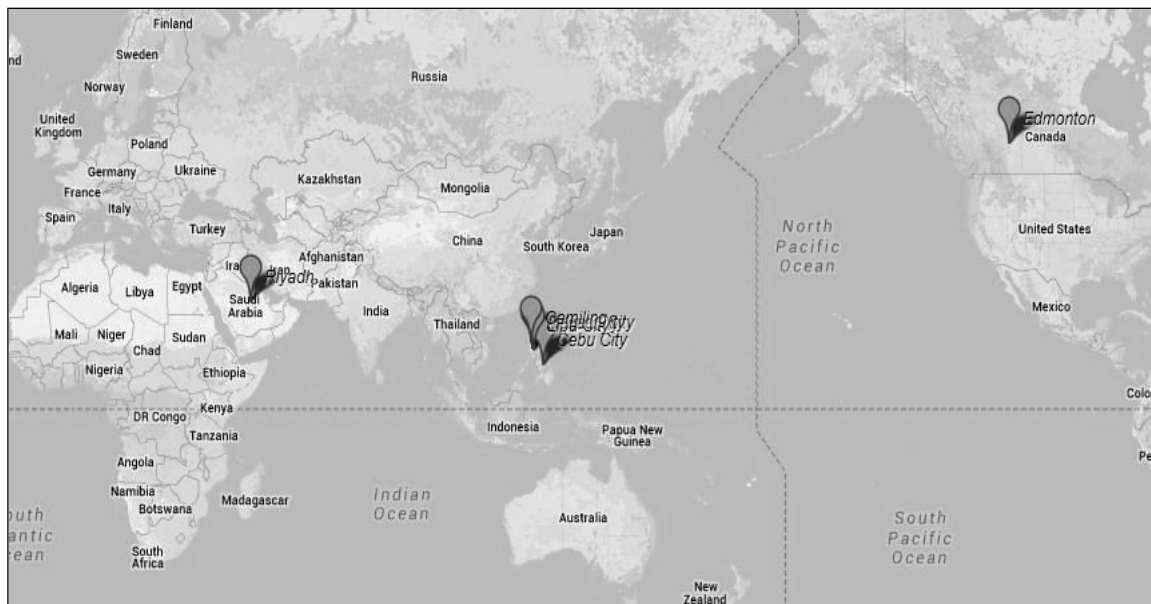 Finland
Sweden
Norway
Russia
United
Kingdom
Poland
Germany
Ukraine
France
Italy
Spain
Kazakhstan
Mongolia
Turkey
China
South Korea
Japan
Afghanistan
Iran
Pakistan
Riyadh
Saudi
Arabia
Algeria
Libya
Egypt
India
Thailand
Mali
Niger
Chad
Sudan
Nigeria
Ethiopia
Kenya
DR Congo
Tanzania
Angola
Namibia
Botswana
Madagascar
South
Africa
Indian
Ocean
Cebu City
Indonesia
Papua New
Guinea
Australia
New
Zealand
North
Pacific
Ocean
South
Pacific
Ocean
Edmonton
Canada
United States
Mexico